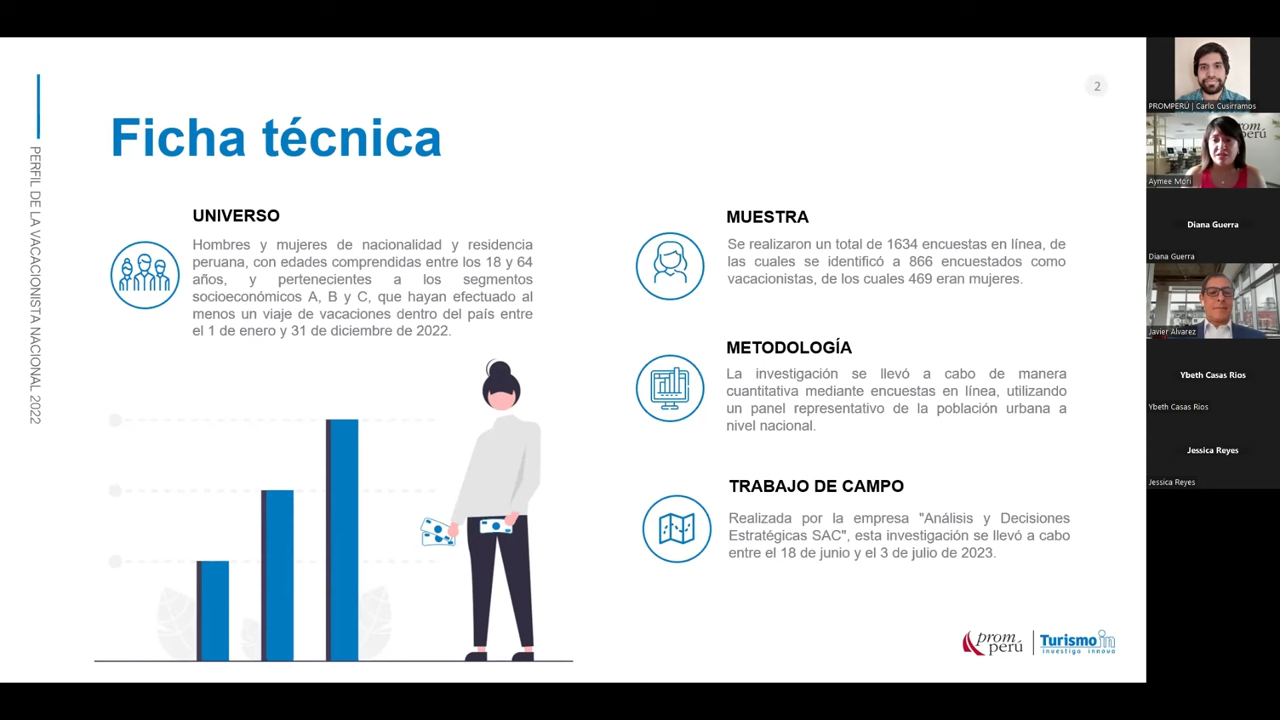 2
Ficha técnica
PERFIL DE LA VACACIONISTA NACIONAL 2022
UNIVERSO
Hombres y mujeres de nacionalidad y residencia
peruana, con edades comprendidas entre los 18 y 64
años, y pertenecientes a los segmentos
socioeconómicos A, B y C, que hayan efectuado al
menos un viaje de vacaciones dentro del país entre
el 1 de enero y 31 de diciembre de 2022.
MUESTRA
Se realizaron un total de 1634 encuestas en línea, de
las cuales se identificó a 866 encuestados como
vacacionistas, de los cuales 469 eran mujeres.
METODOLOGÍA
La investigación se llevó a cabo de manera
cuantitativa mediante encuestas en línea, utilizando
un panel representativo de la población urbana a
nivel nacional.
TRABAJO DE CAMPO
Realizada por la empresa "Análisis y Decisiones
Estratégicas SAC", esta investigación se llevó a cabo
entre el 18 de junio y el 3 de julio de 2023.
prom
perú
Turismo in
investiga innova
PROMPERÚ | Carlo Cusirramos
prom
perú
Aymee Mori
Diana Guerra
Diana Guerra
Javier Alvarez
Ybeth Casas Rios
Ybeth Casas Rios
Jessica Reyes
Jessica Reyes